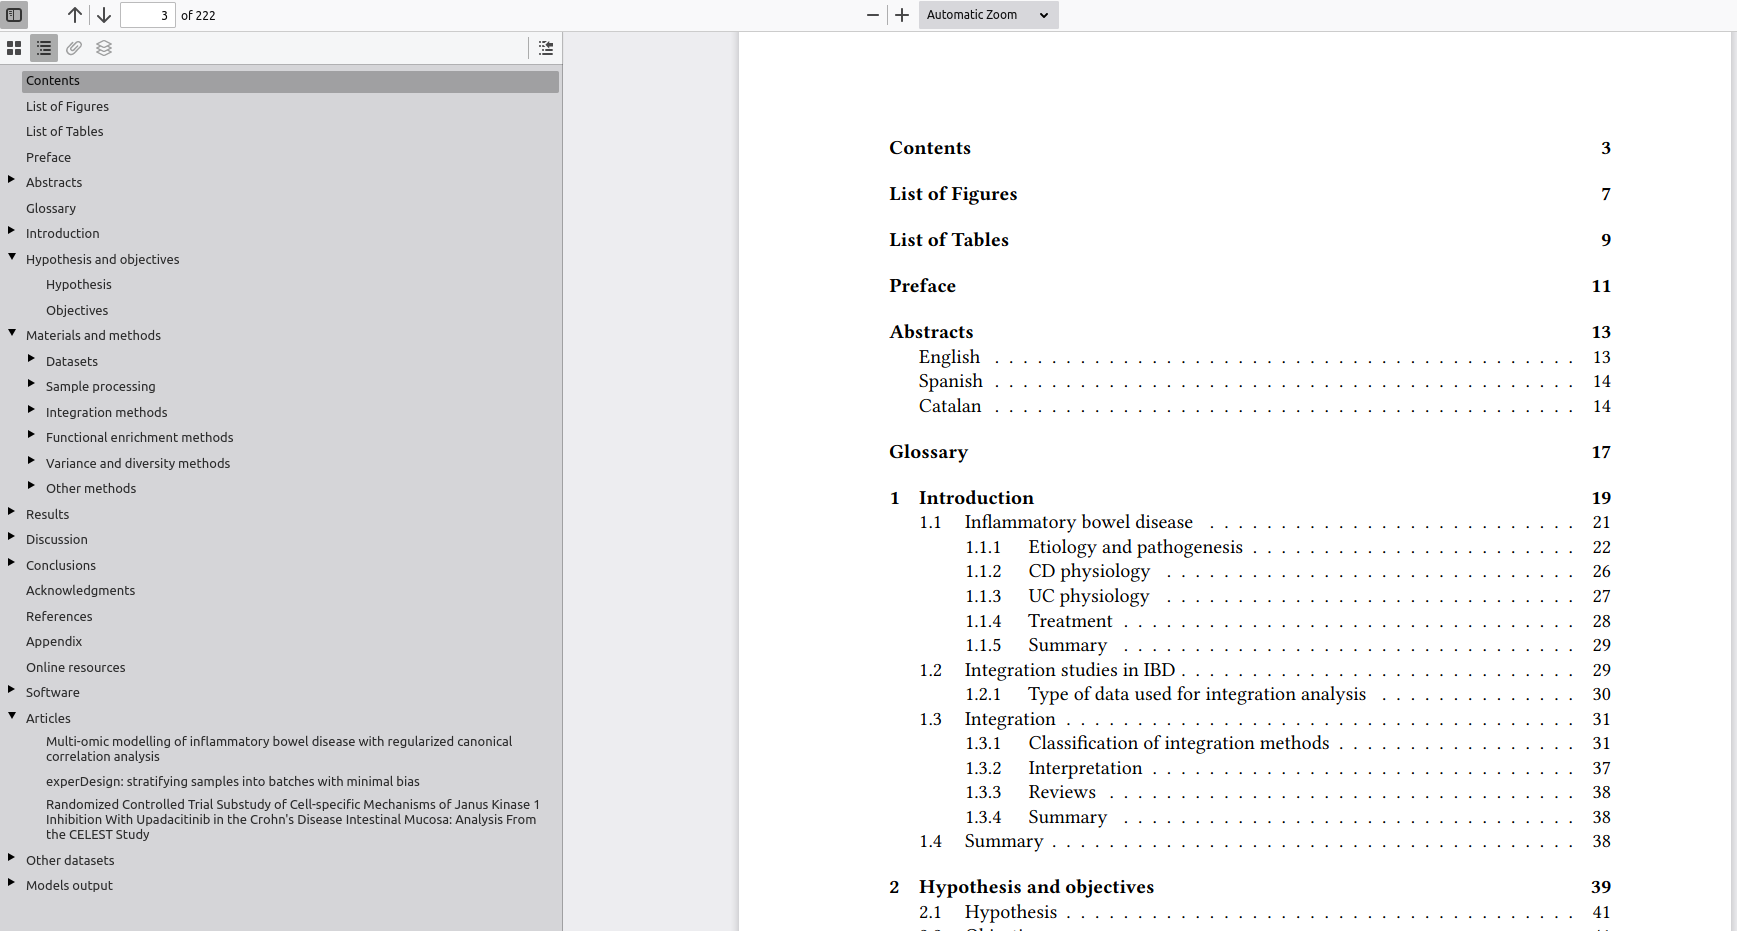 3 of 222
Automatic Zoom
Contents
List of Figures
List of Tables
Preface
Abstracts
Glossary
Introduction
Hypothesis and objectives
Hypothesis
Objectives
Materials and methods
Datasets
Sample processing
Integration methods
Functional enrichment methods
Variance and diversity methods
Other methods
Results
Discussion
Conclusions
Acknowledgments
References
Appendix
Online resources
Software
Articles
Multi-omic modelling of inflammatory bowel disease with regularized canonical
correlation analysis
experDesign: stratifying samples into batches with minimal bias
Randomized Controlled Trial Substudy of Cell-specific Mechanisms of Janus Kinase 1
Inhibition With Upadacitinib in the Crohn's Disease Intestinal Mucosa: Analysis From
the CELEST Study
Other datasets
Models output
Contents 3
List of Figures 7
List of Tables 9
Preface 11
Abstracts 13
English . . . . . . . . . . . . . . . . . . . . . . . . . . . . . . . . . . . . . . . . . 13
Spanish . . . . . . . . . . . . . . . . . . . . . . . . . . . . . . . . . . . . . . . . . 14
Catalan . . . . . . . . . . . . . . . . . . . . . . . . . . . . . . . . . . . . . . . . . 14
Glossary 17
1 Introduction 19
1.1 Inflammatory bowel disease . . . . . . . . . . . . . . . . . . . . . . . . . . 21
1.1.1 Etiology and pathogenesis . . . . . . . . . . . . . . . . . . . . . . . 22
1.1.2 CD physiology . . . . . . . . . . . . . . . . . . . . . . . . . . . . . 26
1.1.3 UC physiology . . . . . . . . . . . . . . . . . . . . . . . . . . . . . 27
1.1.4 Treatment . . . . . . . . . . . . . . . . . . . . . . . . . . . . . . . . 28
1.1.5 Summary . . . . . . . . . . . . . . . . . . . . . . . . . . . . . . . . 29
1.2 Integration studies in IBD . . . . . . . . . . . . . . . . . . . . . . . . . . . . 29
1.2.1 Type of data used for integration analysis . . . . . . . . . . . . . . 30
1.3 Integration . . . . . . . . . . . . . . . . . . . . . . . . . . . . . . . . . . . . 31
1.3.1 Classification of integration methods . . . . . . . . . . . . . . . . . 31
1.3.2 Interpretation . . . . . . . . . . . . . . . . . . . . . . . . . . . . . . 37
1.3.3 Reviews . . . . . . . . . . . . . . . . . . . . . . . . . . . . . . . . . 38
1.3.4 Summary . . . . . . . . . . . . . . . . . . . . . . . . . . . . . . . . 38
1.4 Summary . . . . . . . . . . . . . . . . . . . . . . . . . . . . . . . . . . . . . 38
2 Hypothesis and objectives 39
2.1 Hypothesis . . . . . . . . . . . . . . . . . . . . . . . . . . . . . . . . . . . . 41